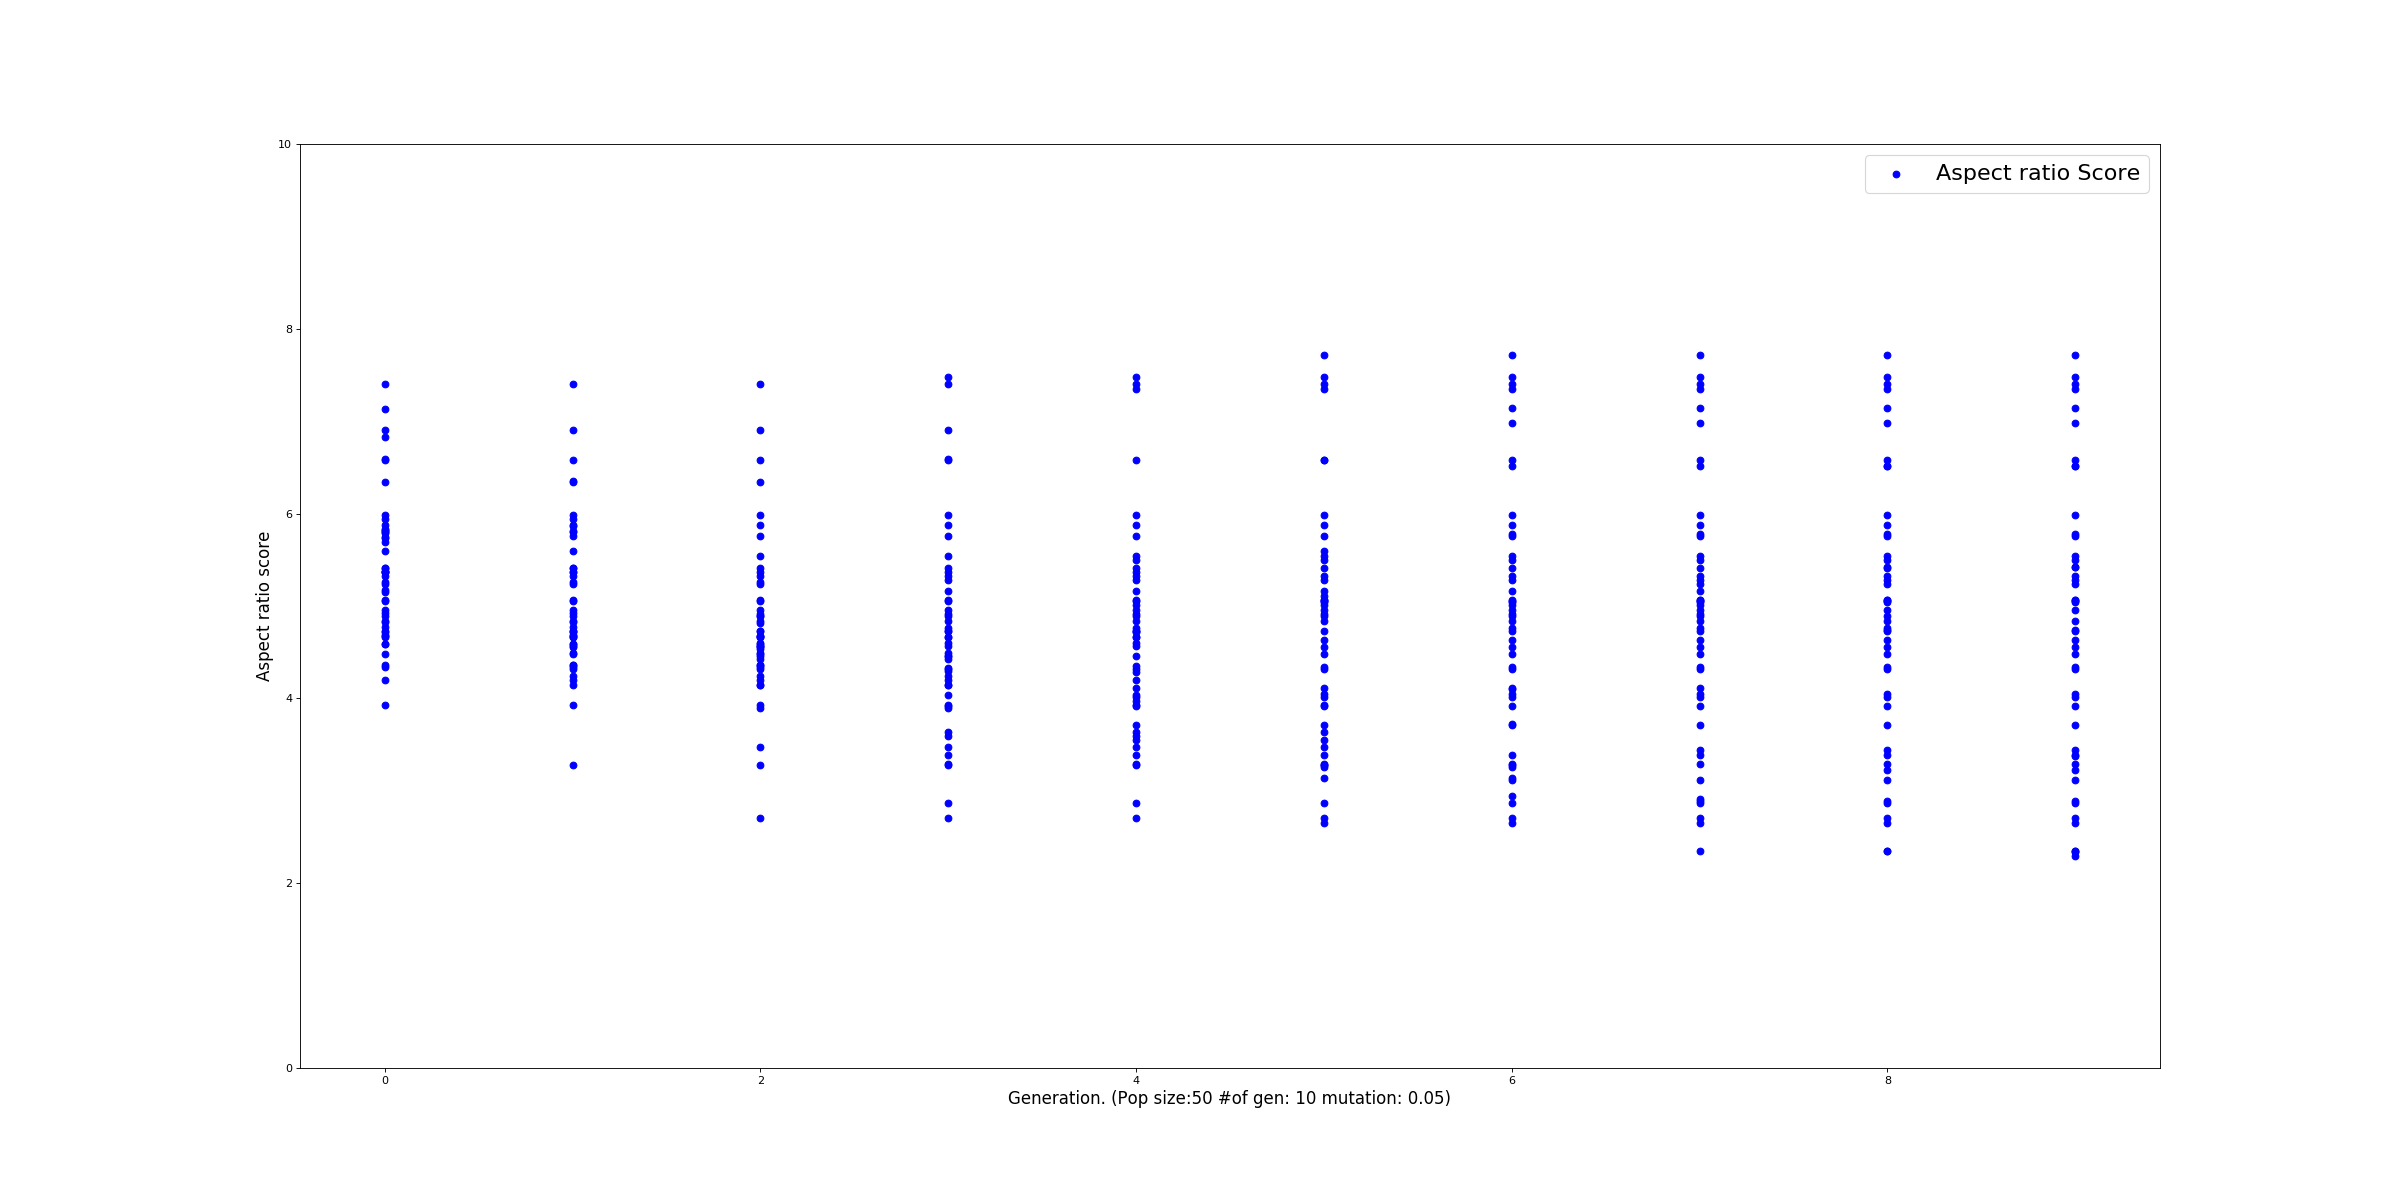 Aspect ratio Score
10
8
6
4
2
0
Aspect ratio score
0 2 4 6 8
Generation. (Pop size:50 #of gen: 10 mutation: 0.05)